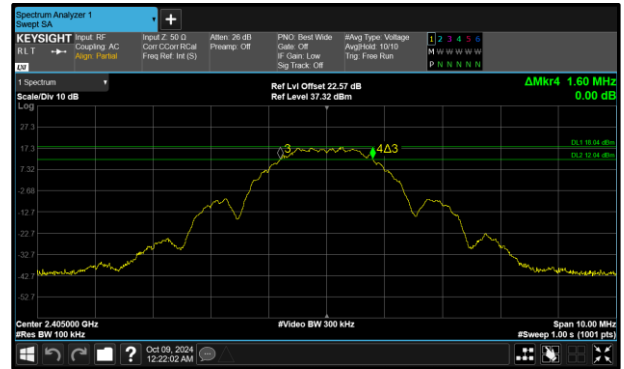 Spectrum Analyzer 1
Swept SA
+
KEYSIGHT Input: RF Input Z: 50 Ω Atten: 26 dB PNO: Best Wide #Avg Type: Voltage 1 2 3 4 5 6
RLT Coupling: AC Corr CCorr RCal Preamp: Off Gate: Off Avg|Hold: 10/10 M W W W W W
Align: Partial Freq Ref: Int (S) IF Gain: Low Trig: Free Run
Sig Track: Off P N N N N N
LXI
1 Spectrum
Ref Lvl Offset 22.57 dB ΔMkr4 1.60 MHz
Scale/Div 10 dB Ref Level 37.32 dBm 0.00 dB
Log
27.3
DL1 18.04 dBm
17.3 3 4Δ3
DL2 12.04 dBm
7.32
-2.68
-12.7
-22.7
-32.7
-42.7
-52.7
Center 2.405000 GHz #Video BW 300 kHz Span 10.00 MHz
#Res BW 100 kHz #Sweep 1.00 s (1001 pts)
? Oct 09, 2024
12:22:02 AM